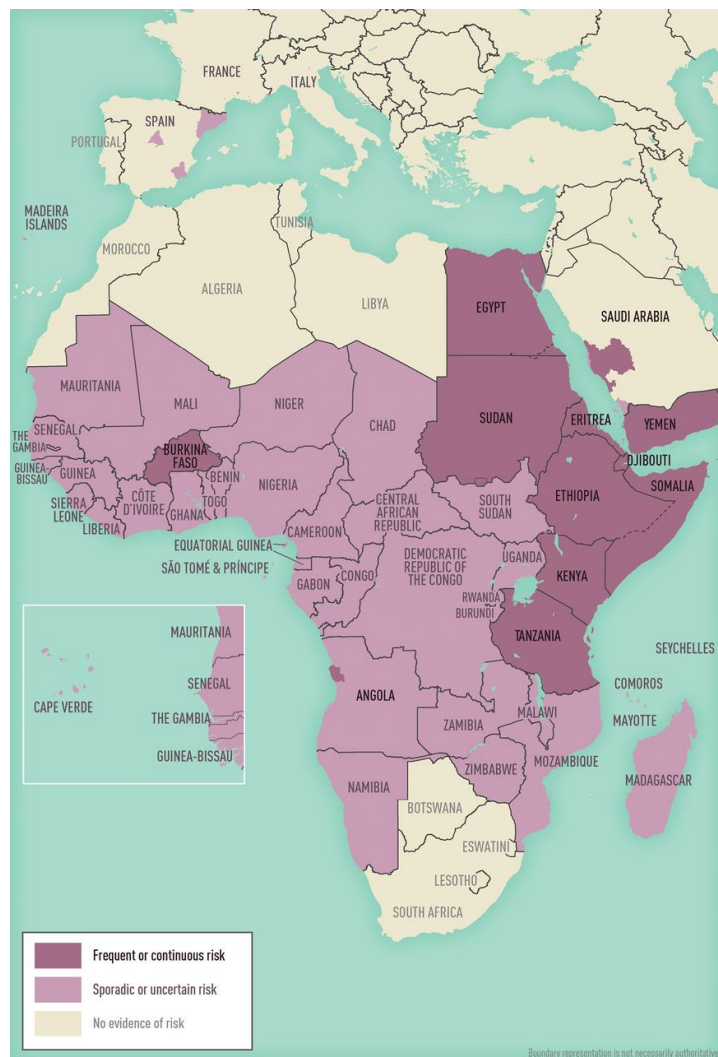 FRANCE
ITALY
SPAIN
PORTUGAL
MADEIRA
ISLANDS
TUNISIA
MOROCCO
ALGERIA
LIBYA
EGYPT
SAUDI ARABIA
MAURITANIA
MALI
NIGER
CHAD
SUDAN
ERITREA
YEMEN
SENEGAL
THE
GAMBIA
GUINEA-
BISSAU
GUINEA
BURKINA
FASO
BENIN
NIGERIA
DJIBOUTI
SOMALIA
ETHIOPIA
SIERRA
LEONE
LIBERIA
CÔTE
D'IVOIRE
GHANA
TOGO
CENTRAL
AFRICAN
REPUBLIC
SOUTH
SUDAN
CAMEROON
EQUATORIAL GUINEA
SÃO TOMÉ & PRÍNCIPE
GABON
CONGO
DEMOCRATIC
REPUBLIC OF
THE CONGO
UGANDA
KENYA
RWANDA
BURUNDI
TANZANIA
SEYCHELLES
COMOROS
MAYOTTE
ANGOLA
ZAMBIA
MALAWI
MOZAMBIQUE
ZIMBABWE
MADAGASCAR
NAMIBIA
BOTSWANA
ESWATINI
LESOTHO
SOUTH AFRICA
MAURITANIA
SENEGAL
CAPE VERDE
THE GAMBIA
GUINEA-BISSAU
Frequent or continuous risk
Sporadic or uncertain risk
No evidence of risk
Boundary representation is not necessarily authoritative